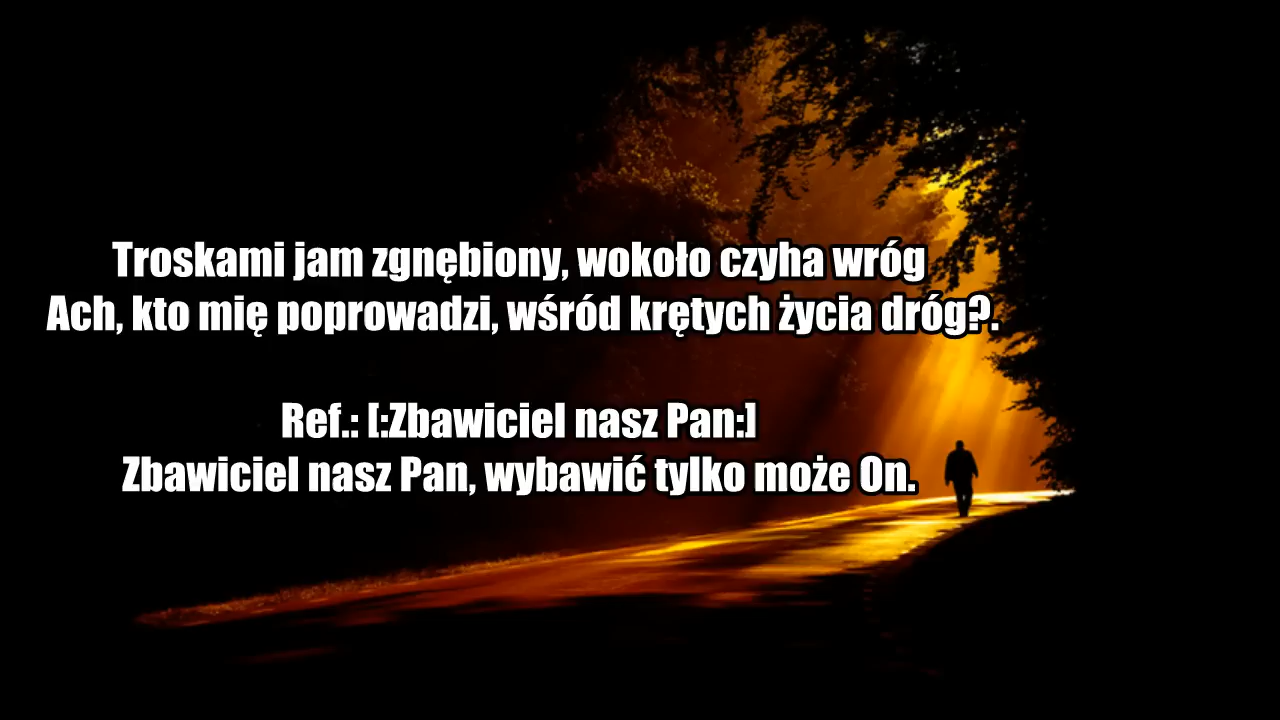 Troskami jam zgnębiony, wokoło czyha wróg
Ach, kto mię poprowadzi, wśród krętych życia dróg?.
Ref.: [:Zbawiciel nasz Pan:]
Zbawiciel nasz Pan, wybawić tylko może On.